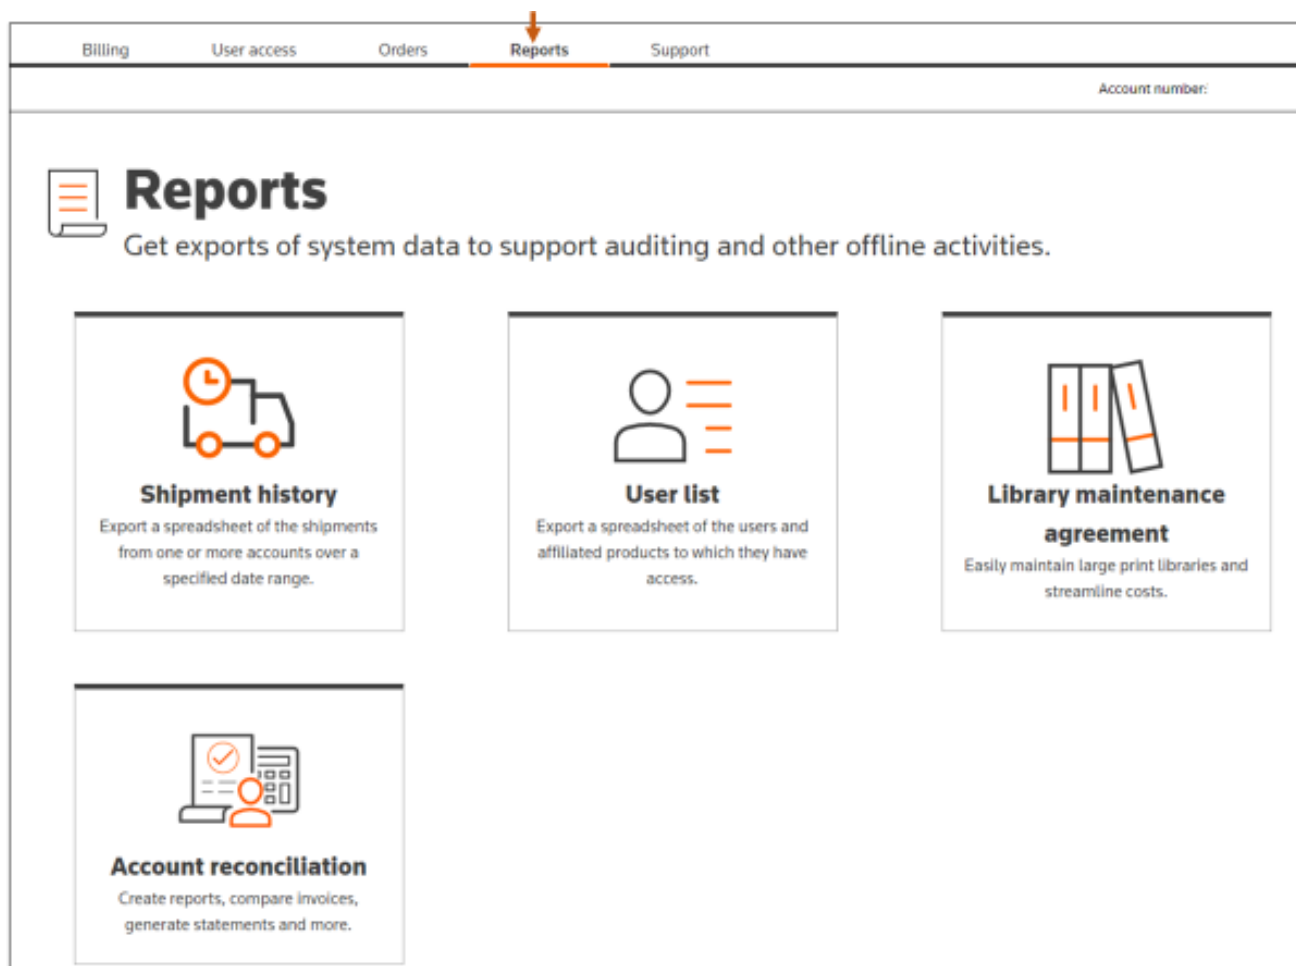 Billing User access Orders Reports Support
Account number:
Reports
Get exports of system data to support auditing and other offline activities.
Shipment history
Export a spreadsheet of the shipments
from one or more accounts over a
specified date range.
User list
Export a spreadsheet of the users and
affiliated products to which they have
access.
Library maintenance
agreement
Easily maintain large print libraries and
streamline costs.
Account reconciliation
Create reports, compare invoices,
generate statements and more.